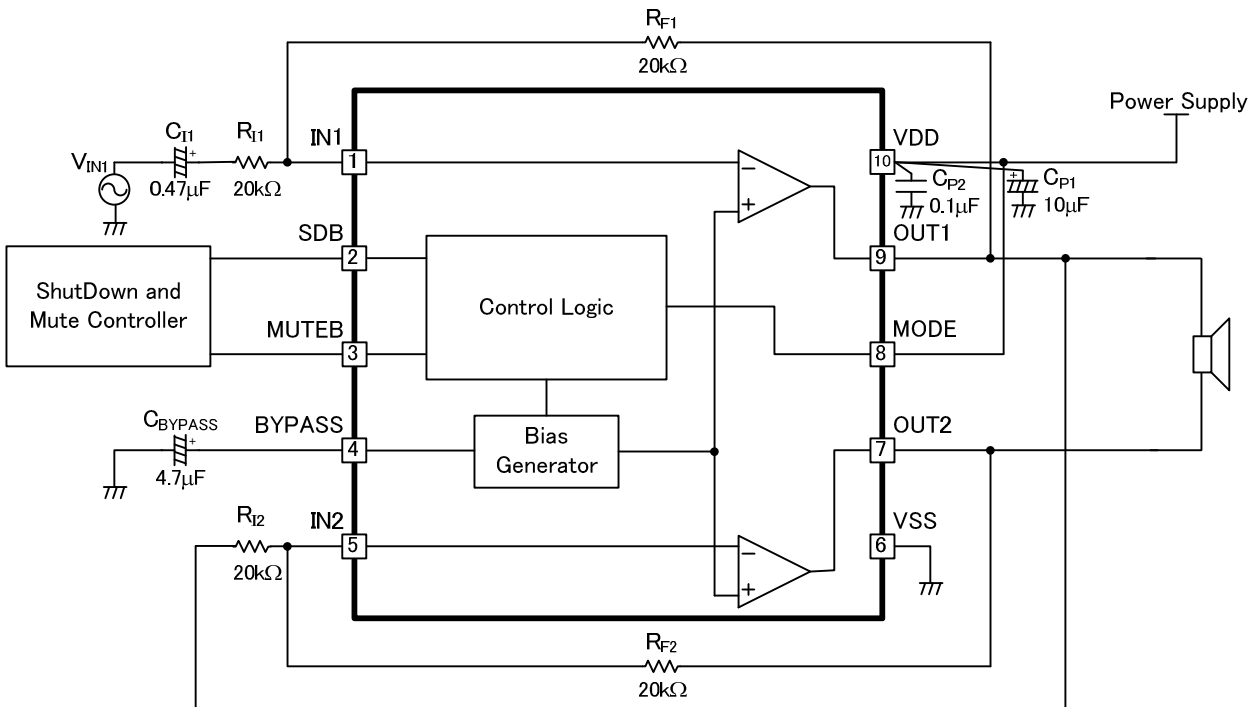 RF1
20kΩ
Power Supply
CI1
+
0.47μF
RI1
20kΩ
VIN1
IN1
1
VDD
10
+
CP2
0.1μF
CP1
10μF
−
+
SDB
2
OUT1
9
ShutDown and
Mute Controller
Control Logic
MUTEB
3
MODE
8
CBYPASS
+
4.7μF
BYPASS
4
Bias
Generator
OUT2
7
RI2
20kΩ
IN2
5
VSS
6
−
+
RF2
20kΩ